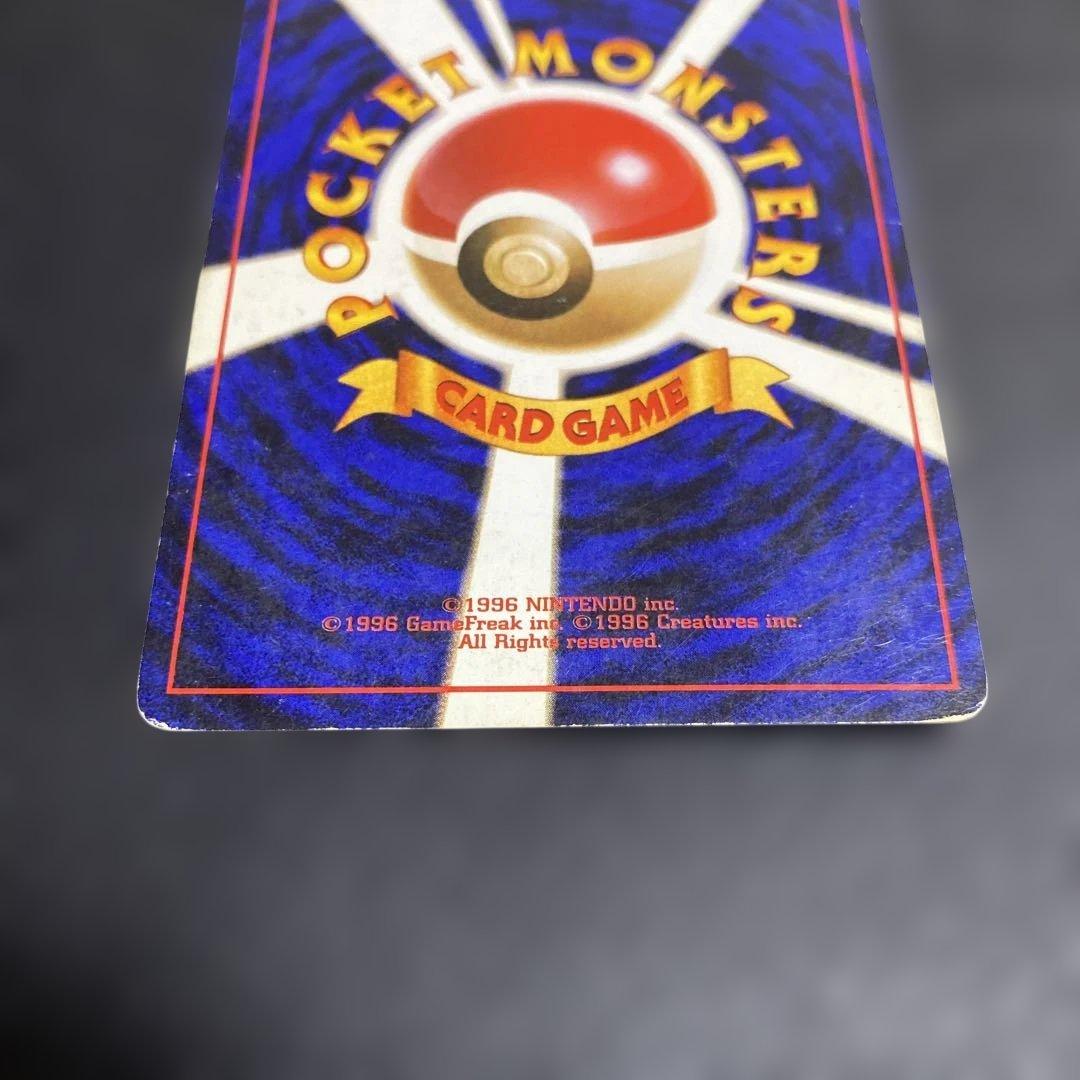 POCKET MONSTERS
CARD GAME
©1996 NINTENDO inc.
©1996 GameFreak inc. ©1996 Creatures inc.
All Rights reserved.